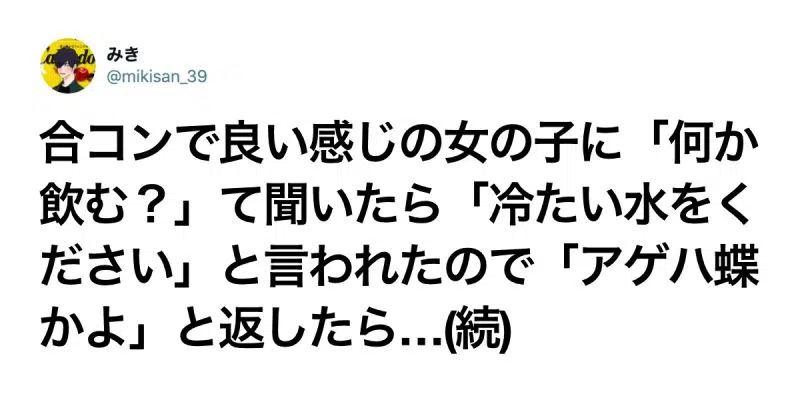 みき
@mikisan_39
合コンで良い感じの女の子に「何か
飲む？」て聞いたら「冷たい水をく
ださい」と言われたので「アゲハ蝶
かよ」と返したら…(続)